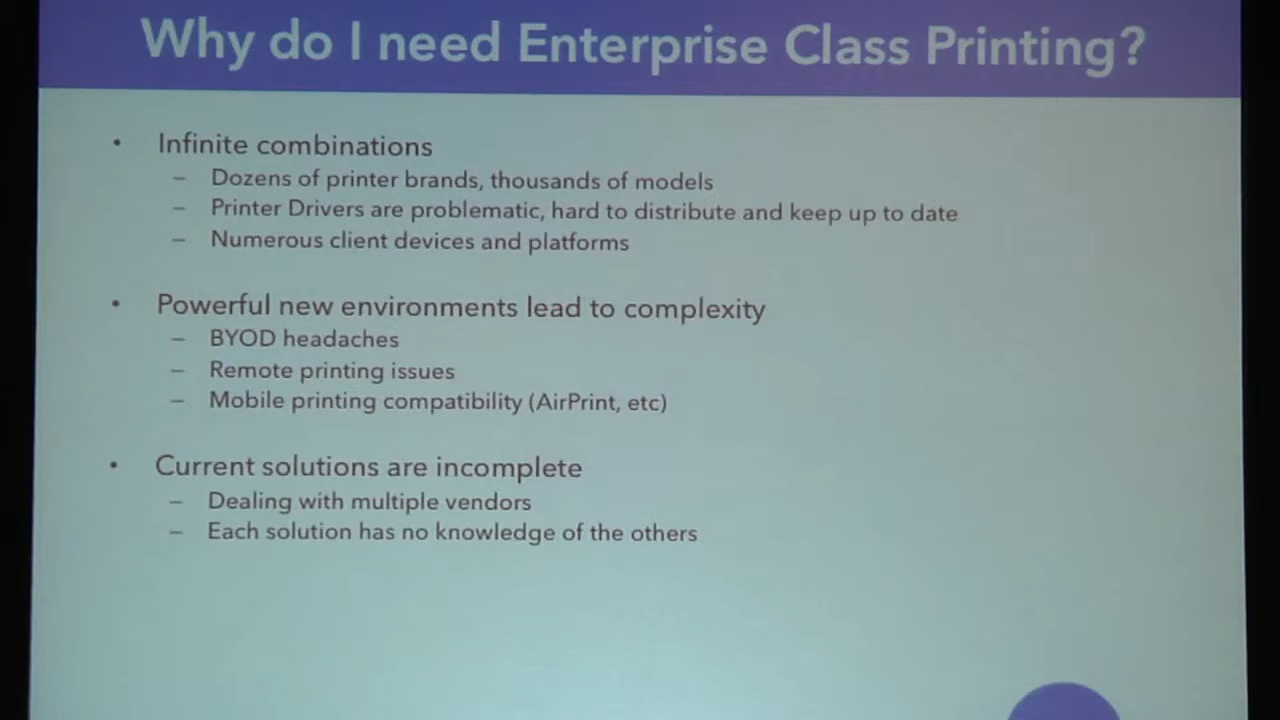 Why do I need Enterprise Class Printing?
• Infinite combinations
– Dozens of printer brands, thousands of models
– Printer Drivers are problematic, hard to distribute and keep up to date
– Numerous client devices and platforms
• Powerful new environments lead to complexity
– BYOD headaches
– Remote printing issues
– Mobile printing compatibility (AirPrint, etc)
• Current solutions are incomplete
– Dealing with multiple vendors
– Each solution has no knowledge of the others